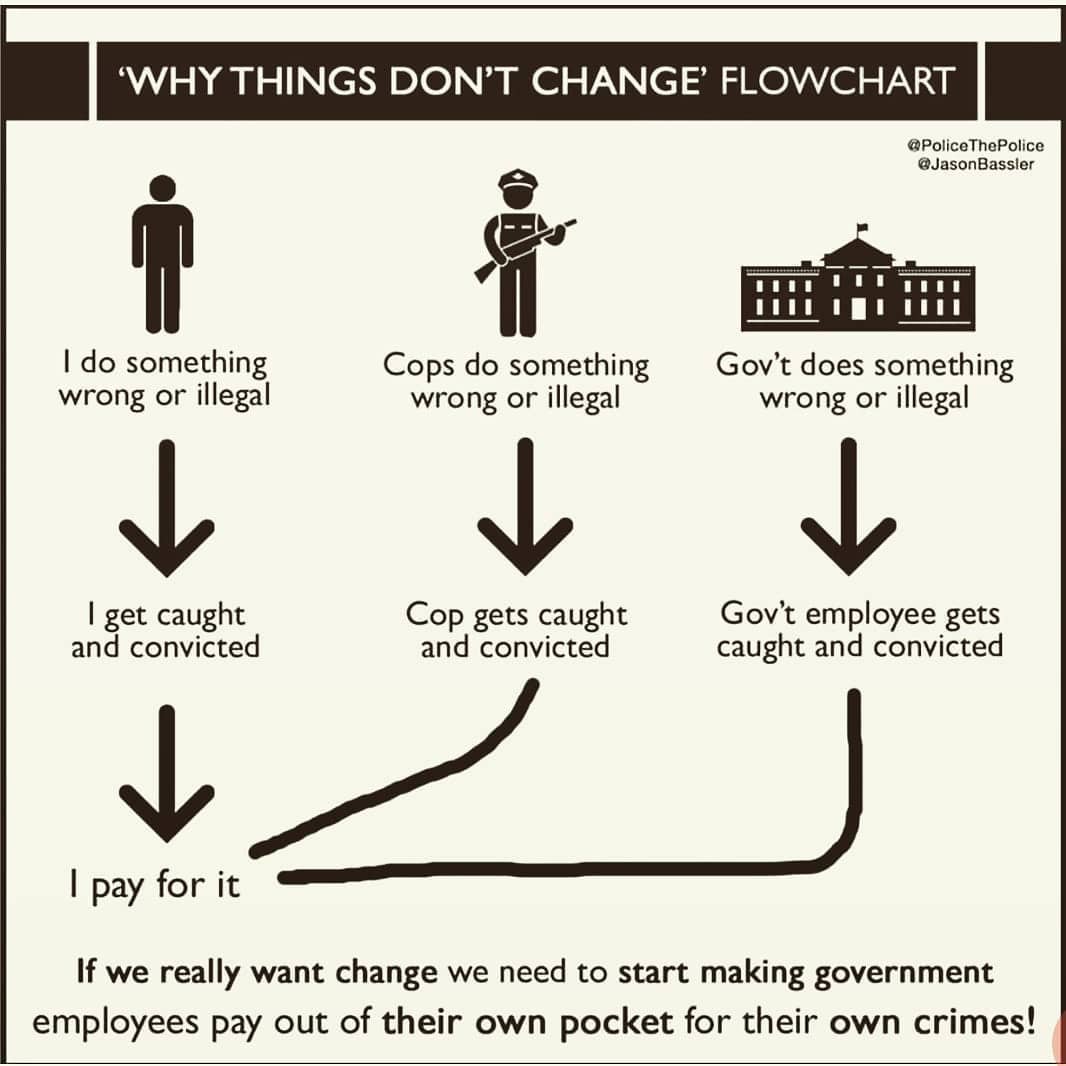 ‘WHY THINGS DON’T CHANGE’ FLOWCHART
@PoliceThePolice
@JasonBassler
I do something
wrong or illegal
Cops do something
wrong or illegal
Gov’t does something
wrong or illegal
I get caught
and convicted
Cop gets caught
and convicted
Gov’t employee gets
caught and convicted
I pay for it
If we really want change we need to start making government
employees pay out of their own pocket for their own crimes!